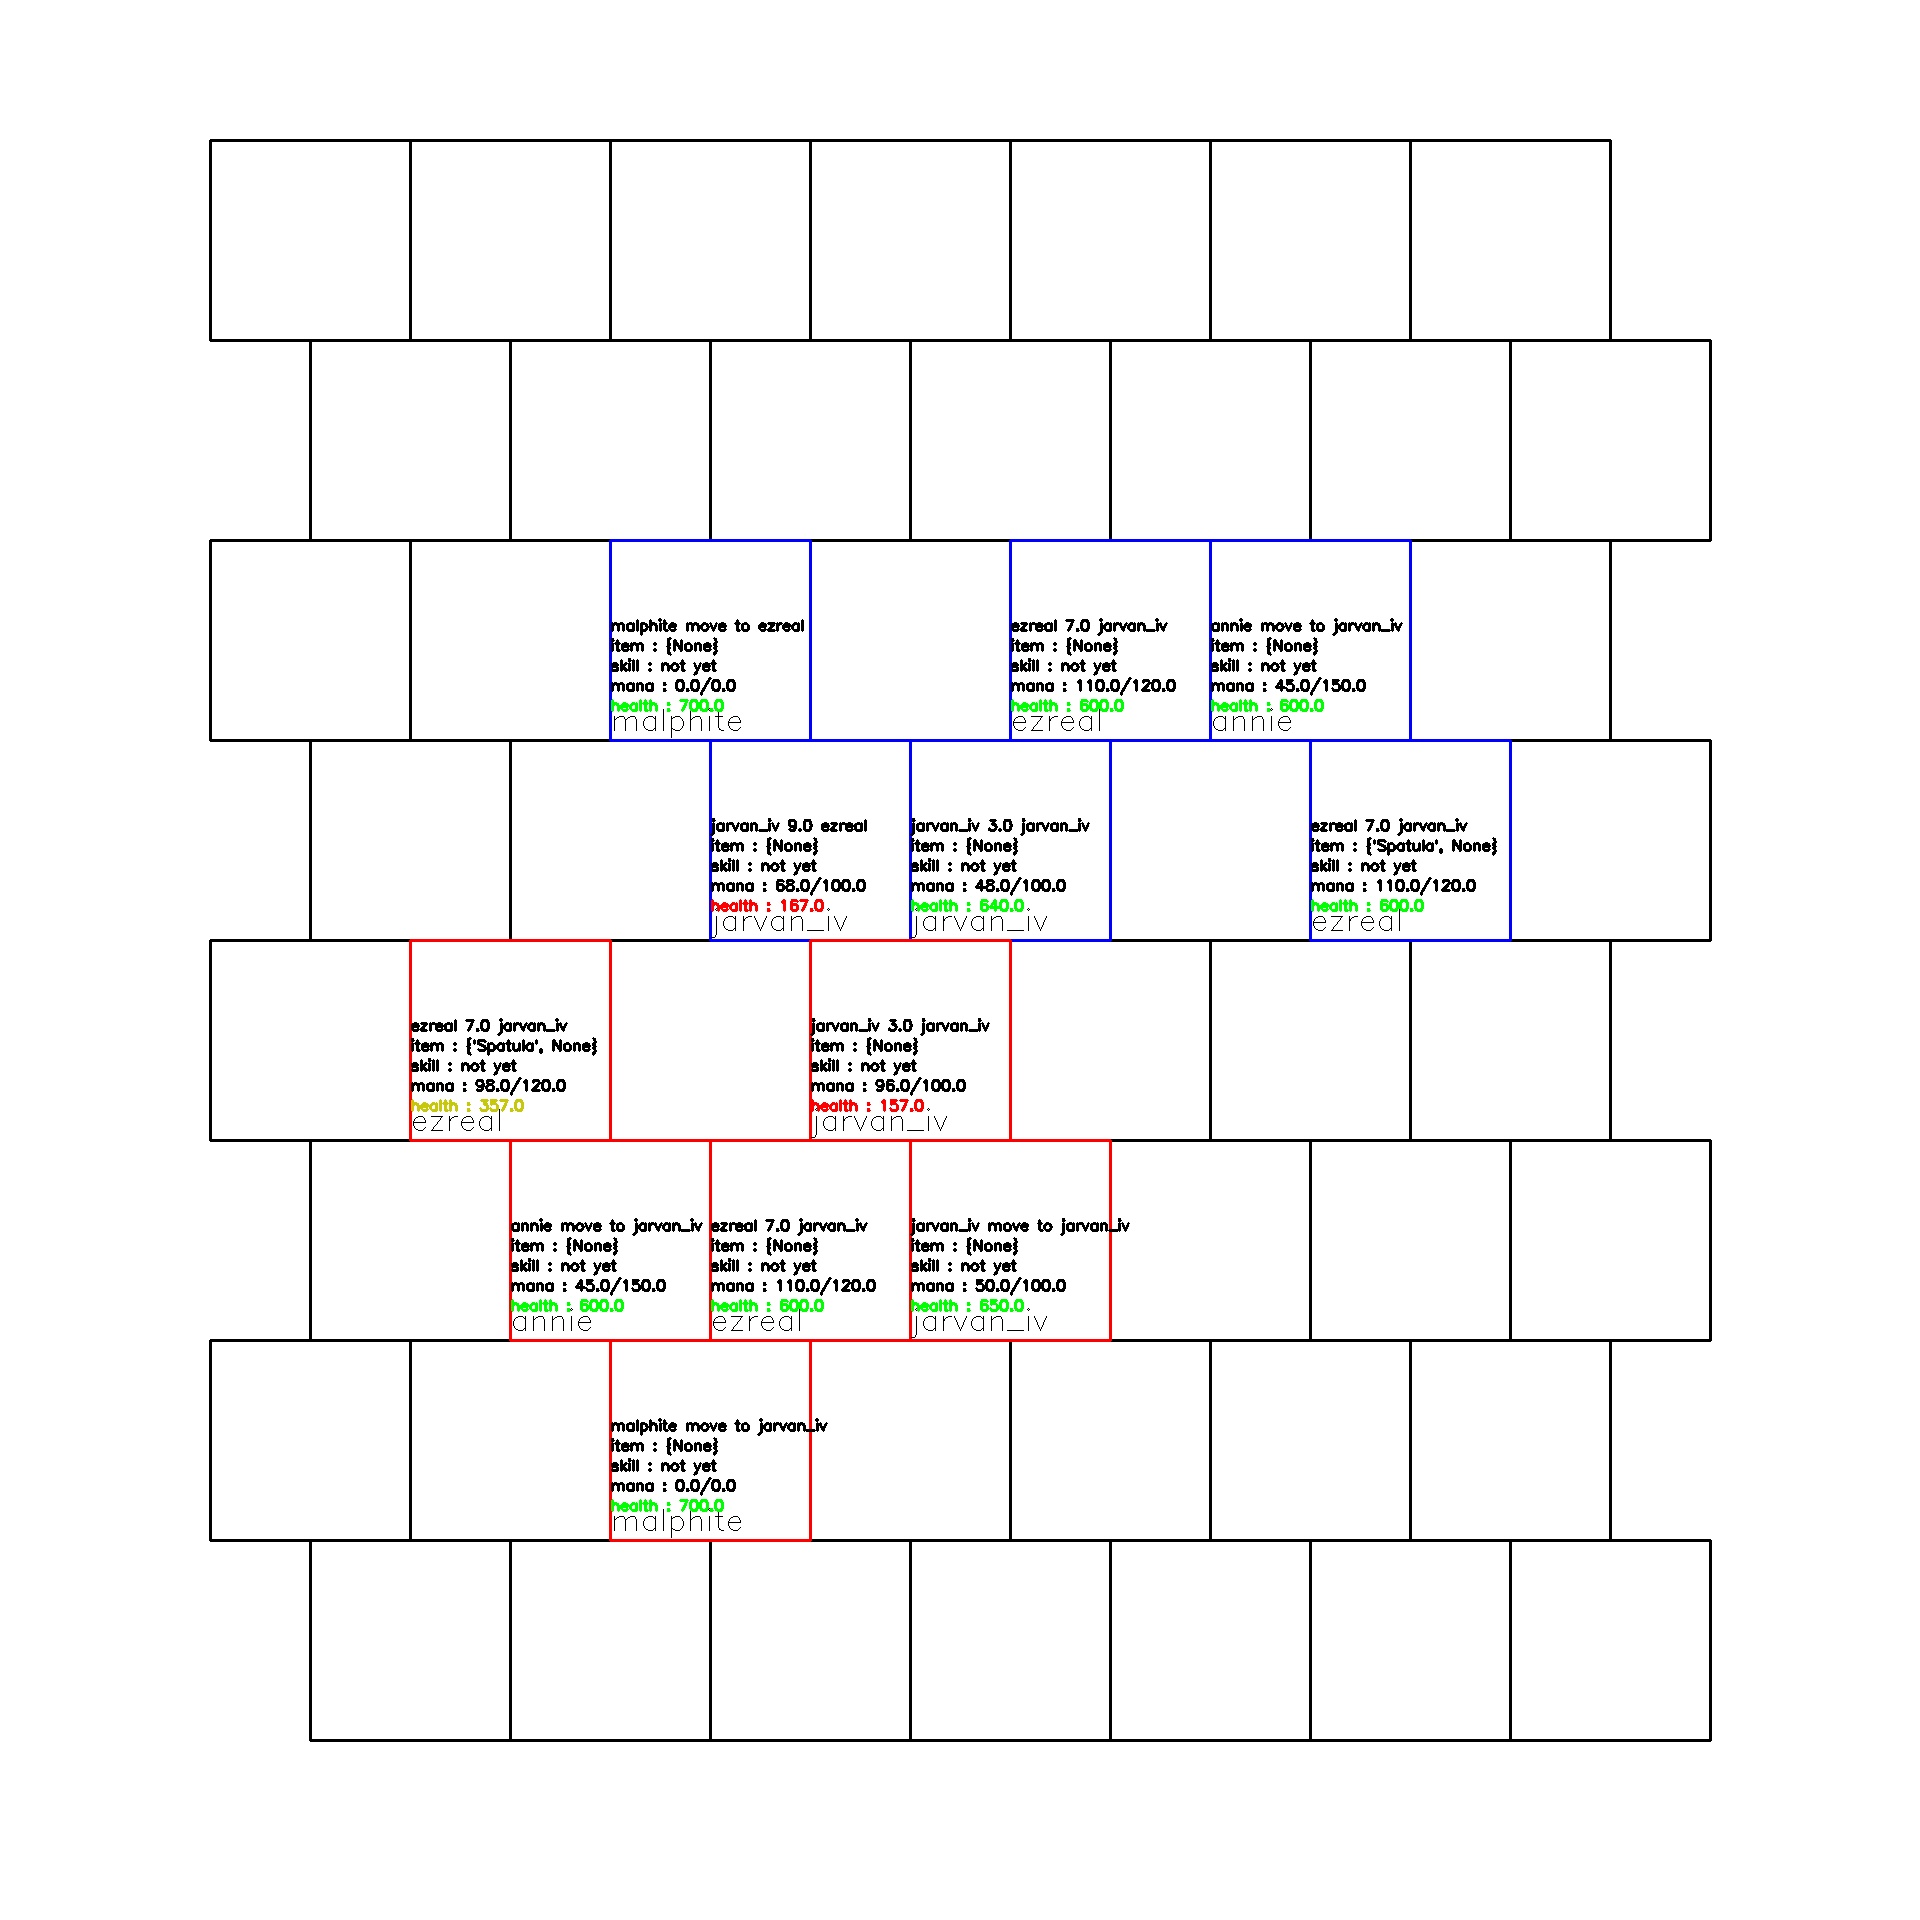 malphite move to ezreal
item : {None}
skill : not yet
mana : 0.0/0.0
health : 700.0
malphite
ezreal 7.0 jarvan_iv
item : {None}
skill : not yet
mana : 110.0/120.0
health : 600.0
ezreal
annie move to jarvan_iv
item : {None}
skill : not yet
mana : 45.0/150.0
health : 600.0
annie
jarvan_iv 9.0 ezreal
item : {None}
skill : not yet
mana : 68.0/100.0
health : 167.0
jarvan_iv
jarvan_iv 3.0 jarvan_iv
item : {None}
skill : not yet
mana : 48.0/100.0
health : 640.0
jarvan_iv
ezreal 7.0 jarvan_iv
item : {'Spatula', None}
skill : not yet
mana : 110.0/120.0
health : 600.0
ezreal
ezreal 7.0 jarvan_iv
item : {'Spatula', None}
skill : not yet
mana : 98.0/120.0
health : 357.0
ezreal
jarvan_iv 3.0 jarvan_iv
item : {None}
skill : not yet
mana : 96.0/100.0
health : 157.0
jarvan_iv
annie move to jarvan_iv
item : {None}
skill : not yet
mana : 45.0/150.0
health : 600.0
annie
ezreal 7.0 jarvan_iv
item : {None}
skill : not yet
mana : 110.0/120.0
health : 600.0
ezreal
jarvan_iv move to jarvan_iv
item : {None}
skill : not yet
mana : 50.0/100.0
health : 650.0
jarvan_iv
malphite move to jarvan_iv
item : {None}
skill : not yet
mana : 0.0/0.0
health : 700.0
malphite